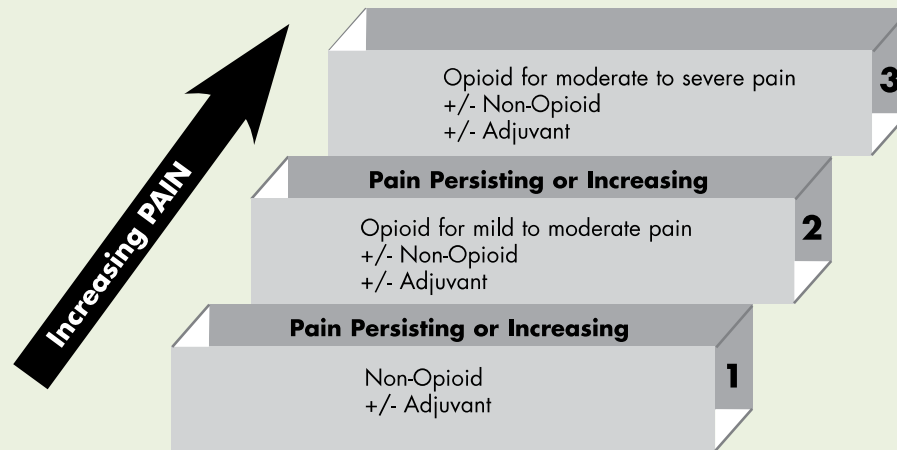 Opioid for moderate to severe pain
+/- Non-Opioid
+/- Adjuvant
3
Pain Persisting or Increasing
Opioid for mild to moderate pain
+/- Non-Opioid
+/- Adjuvant
2
Pain Persisting or Increasing
Non-Opioid
+/- Adjuvant
1
Increasing PAIN